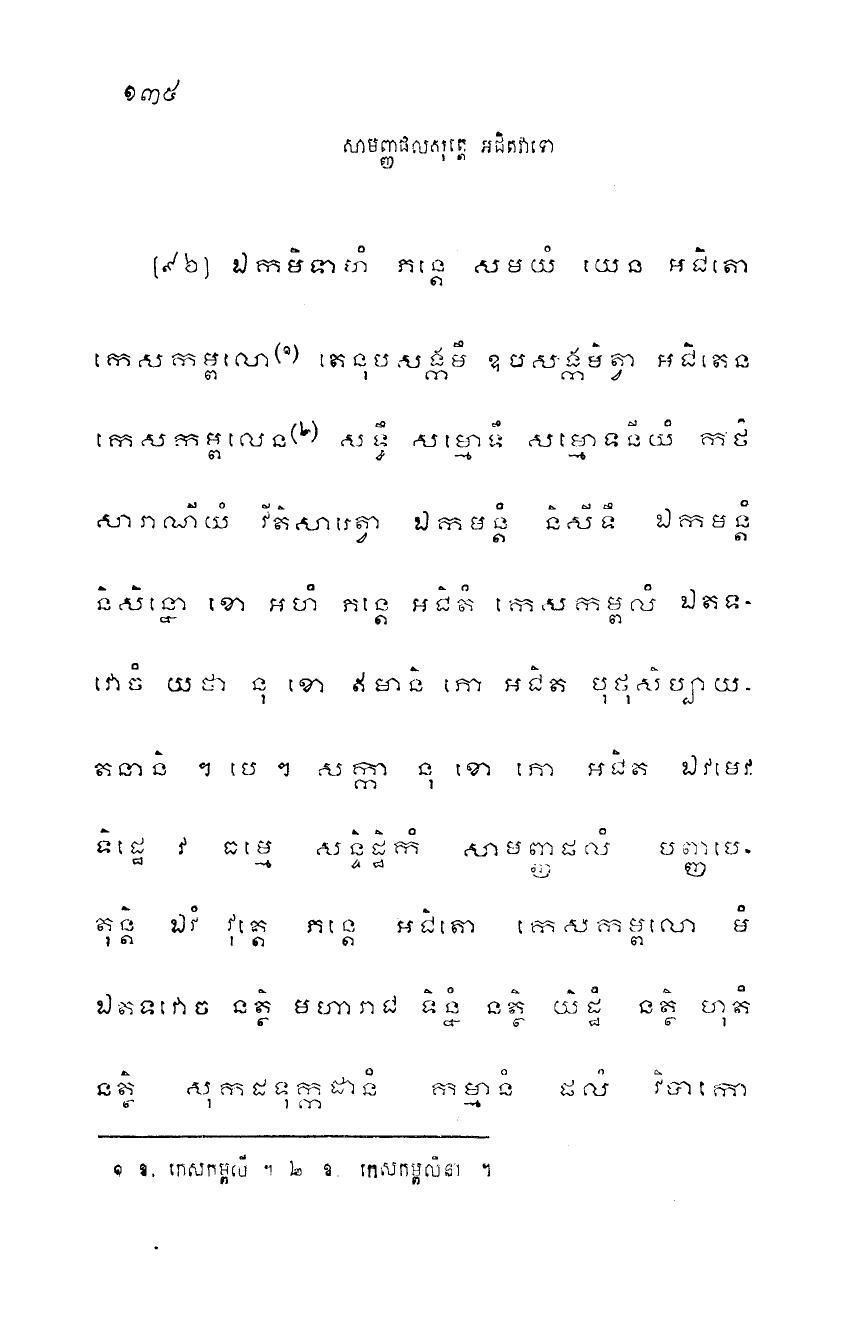 ១៣៤
សាមញ្ញផលសុត្តេ អជិតវាទោ
(៩៦) ឯកមិទាហំ ភន្តេ សមយំ យេន អជិតោ
កេសកម្ពលោ(១) តេនុបសង្កមឹ ឧបសង្កមិត្វា អជិតេន
កេសកម្ពលេន(២) សទ្ធឹ សម្មោទឹ សម្មោទនីយំ កថំ
សារាណីយំ វីតិសារេត្វា ឯកមន្តំ និសីទឹ ឯកមន្តំ
និសិន្នោ ខោ អហំ ភន្តេ អជិតំ កេសកម្ពលំ ឯតទ-
វោចំ យថា នុ ខោ ឥមានិ ភោ អជិត បុថុសិប្បាយ-
តនានិ ។ បេ ។ សក្កា នុ ខោ ភោ អជិត ឯវមេវ
ទិដ្ឋេ វ ធម្មេ សន្ទិដ្ឋិកំ សាមញ្ញផលំ បញ្ញាបេ-
តុន្តិ ឯវំ វុត្តេ ភន្តេ អជិតោ កេសកម្ពលោ មំ
ឯតទវោច នត្ថិ មហារាជ ទិន្នំ នត្ថិ យិដ្ឋំ នត្ថិ ហុតំ
នត្ថិ សុកដទុក្កដានំ កម្មានំ ផលំ វិបាកោ
១ ឱ. កេសកម្ពលី ។ ២ ឱ. កេសកម្ពលិនា ។